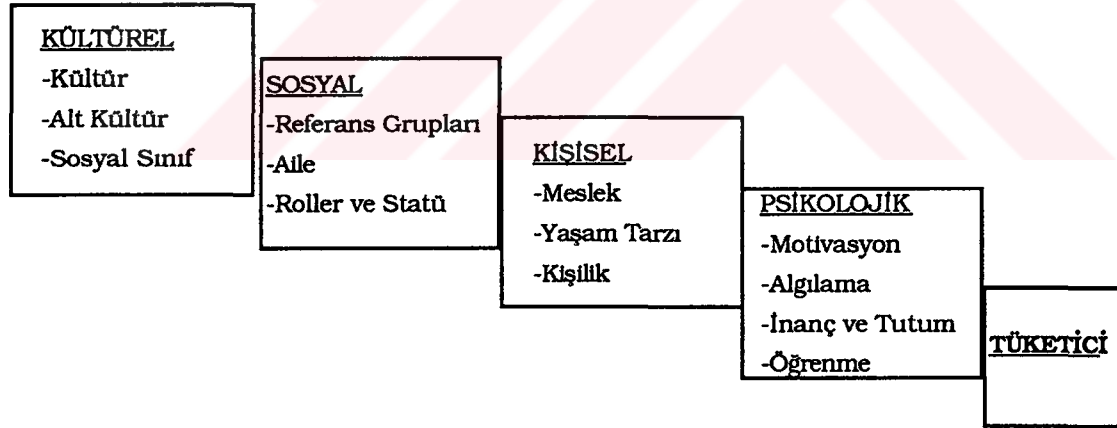 KÜLTÜREL
-Kültür
-Alt Kültür
-Sosyal Sınıf
SOSYAL
-Referans Grupları
-Aile
-Roller ve Statü
KİŞİSEL
-Meslek
-Yaşam Tarzı
-Kişilik
PSİKOLOJİK
-Motivasyon
-Algılama
-İnanç ve Tutum
-Öğrenme
TÜKETİCİ